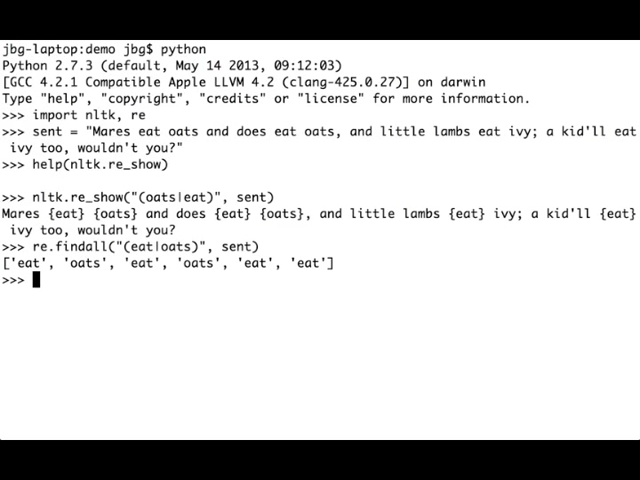 jbg-laptop:demo jbg$ python
Python 2.7.3 (default, May 14 2013, 09:12:03)
[GCC 4.2.1 Compatible Apple LLVM 4.2 (clang-425.0.27)] on darwin
Type "help", "copyright", "credits" or "license" for more information.
>>> import nltk, re
>>> sent = "Mares eat oats and does eat oats, and little lambs eat ivy; a kid'll eat
ivy too, wouldn't you?"
>>> help(nltk.re_show)
>>> nltk.re_show("(oats|eat)", sent)
Mares {eat} {oats} and does {eat} {oats}, and little lambs {eat} ivy; a kid'll {eat}
ivy too, wouldn't you?
>>> re.findall("(eat|oats)", sent)
['eat', 'oats', 'eat', 'oats', 'eat', 'eat']
>>>